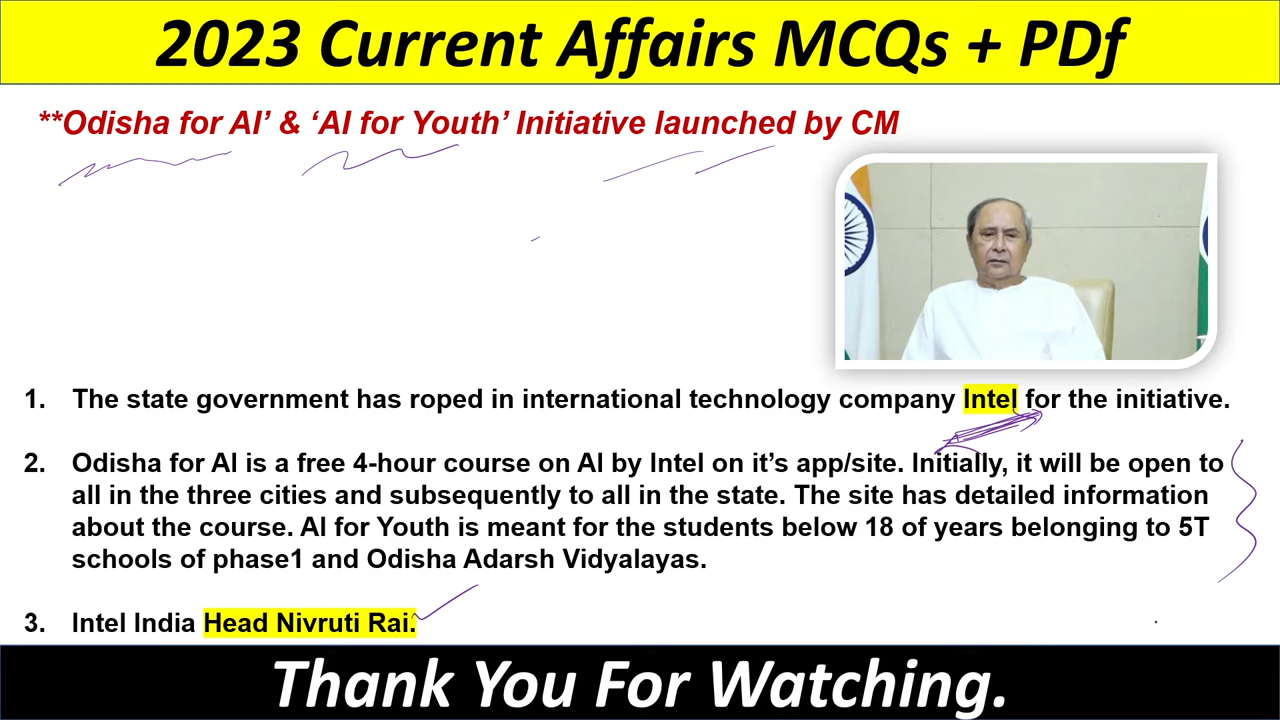 2023 Current Affairs MCQs + PDf
**Odisha for AI’ & ‘AI for Youth’ Initiative launched by CM
1. The state government has roped in international technology company Intel for the initiative.
2. Odisha for AI is a free 4-hour course on AI by Intel on it’s app/site. Initially, it will be open to
all in the three cities and subsequently to all in the state. The site has detailed information
about the course. AI for Youth is meant for the students below 18 of years belonging to 5T
schools of phase1 and Odisha Adarsh Vidyalayas.
3. Intel India Head Nivruti Rai.
Thank You For Watching.